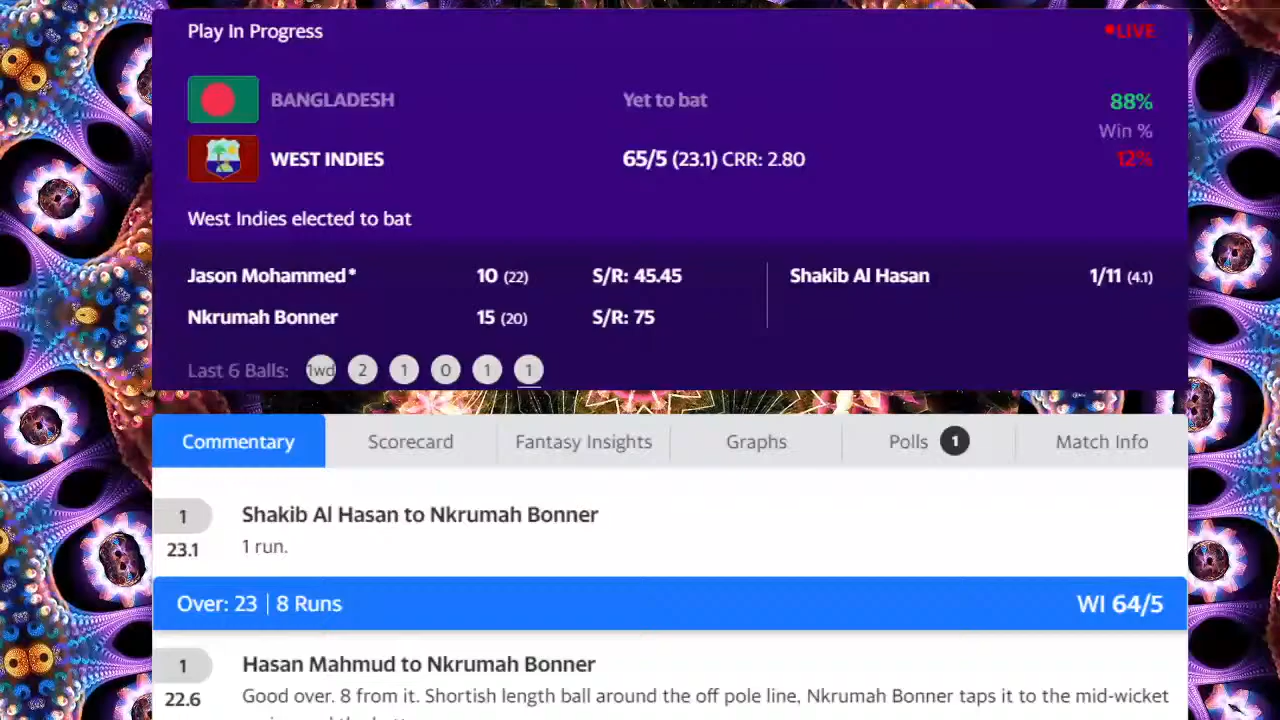 Play In Progress
LIVE
BANGLADESH
Yet to bat
88%
Win %
WEST INDIES
65/5 (23.1) CRR: 2.80
12%
West Indies elected to bat
Jason Mohammed* 10 (22) S/R: 45.45
Shakib Al Hasan 1/11 (4.1)
Nkrumah Bonner 15 (20) S/R: 75
Last 6 Balls: 1wd 2 1 0 1 1
Commentary Scorecard Fantasy Insights Graphs Polls 1 Match Info
1 Shakib Al Hasan to Nkrumah Bonner
23.1 1 run.
Over: 23 | 8 Runs WI 64/5
1 Hasan Mahmud to Nkrumah Bonner
22.6 Good over. 8 from it. Shortish length ball around the off pole line, Nkrumah Bonner taps it to the mid-wicket